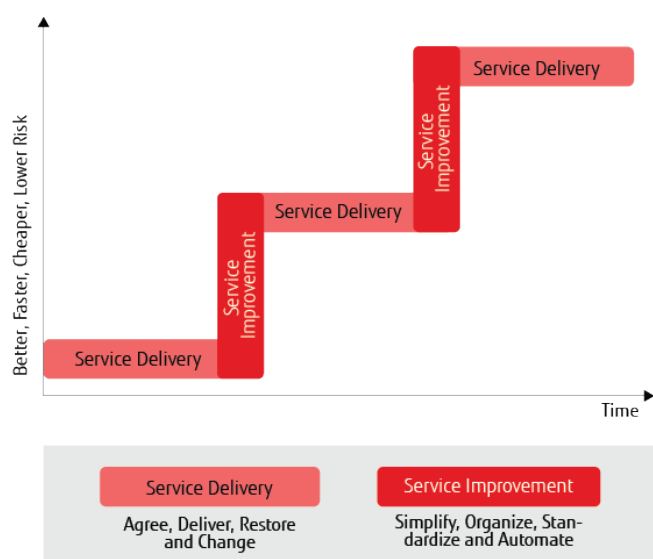 Better, Faster, Cheaper, Lower Risk
Service Delivery
Service
Improvement
Service Delivery
Service
Improvement
Service Delivery
Time
Service Delivery
Agree, Deliver, Restore
and Change
Service Improvement
Simplify, Organize, Stan-
dardize and Automate